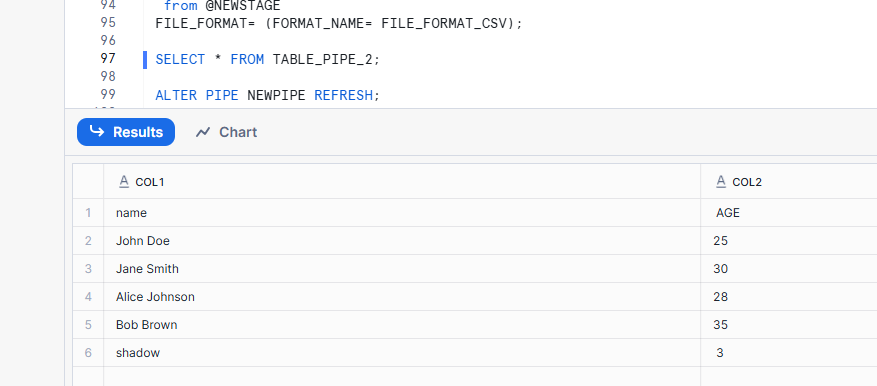 94 from @NEWSTAGE
95 FILE_FORMAT= (FORMAT_NAME= FILE_FORMAT_CSV);
96
97 SELECT * FROM TABLE_PIPE_2;
98
99 ALTER PIPE NEWPIPE REFRESH;
Results Chart
A COL1 A COL2
1 name AGE
2 John Doe 25
3 Jane Smith 30
4 Alice Johnson 28
5 Bob Brown 35
6 shadow 3